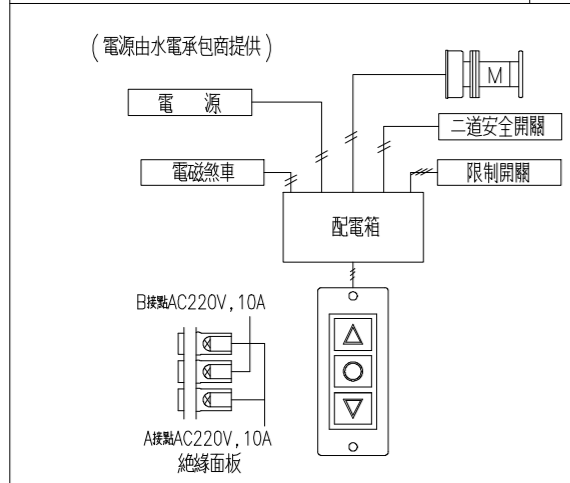 (電源由水電承包商提供)
電 源
M
二道安全開關
電磁煞車
限制開關
配電箱
B接點AC220V,10A
A接點AC220V,10A
絕緣面板